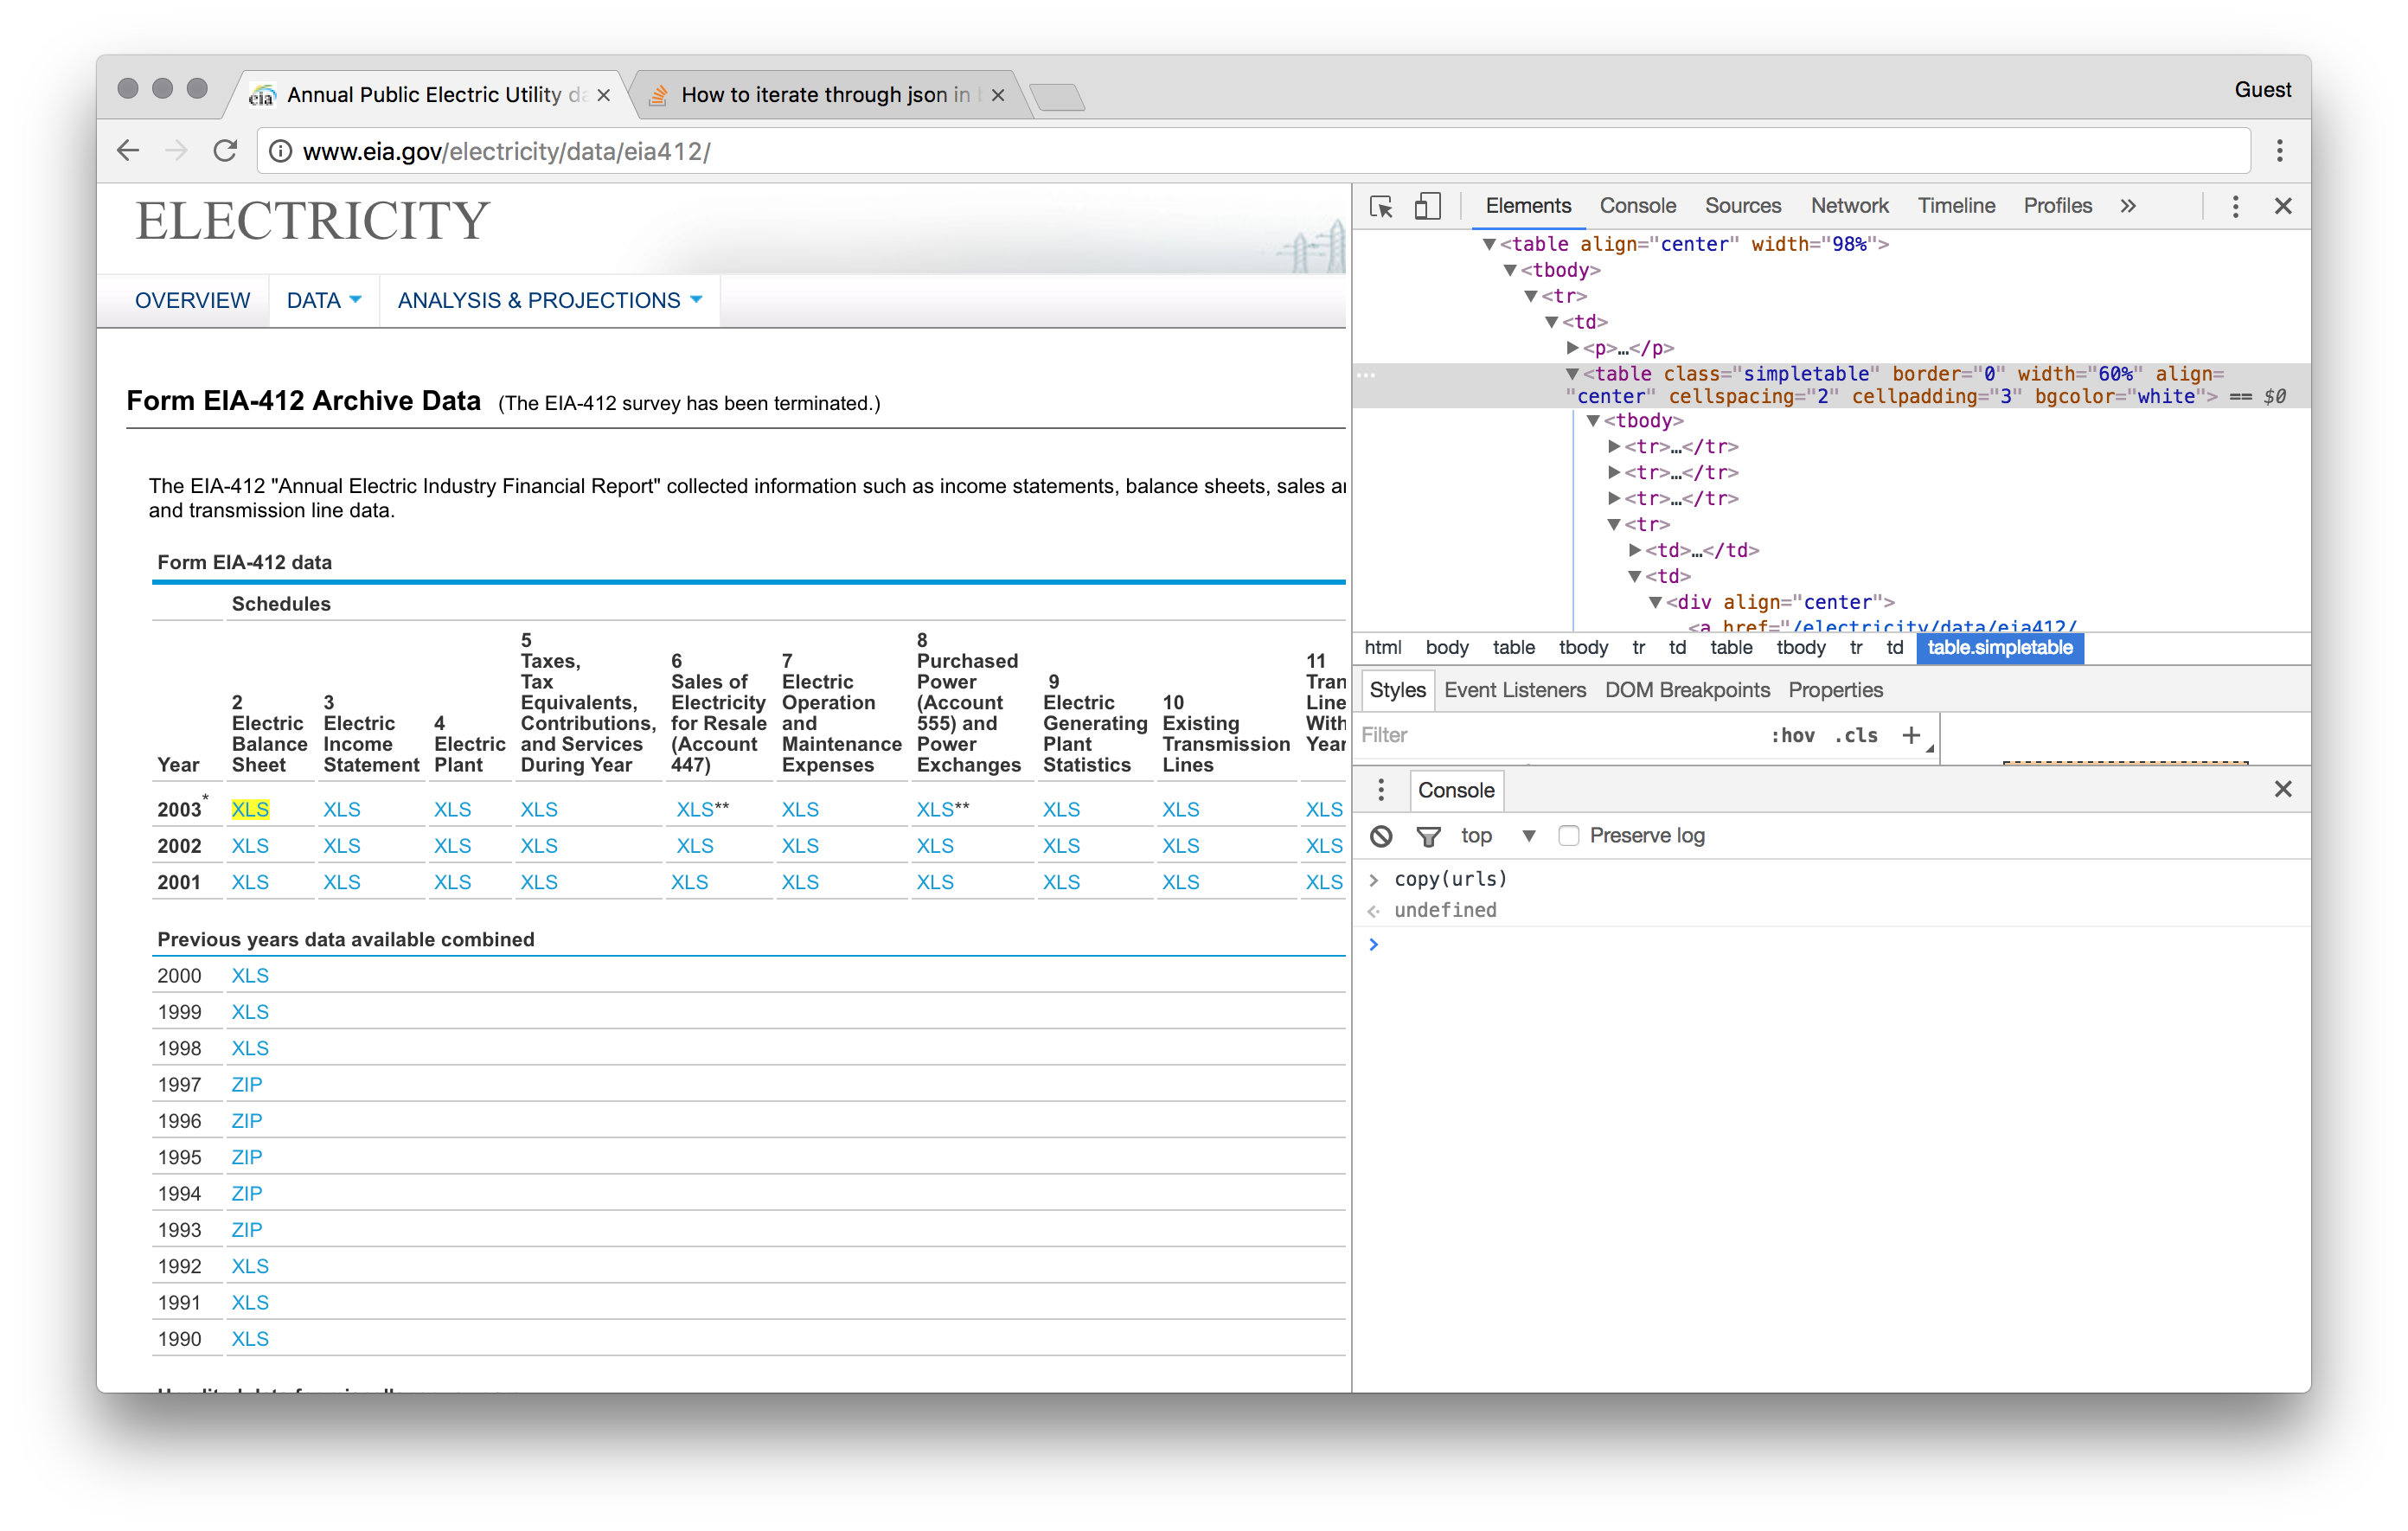 Annual Public Electric Utility da
How to iterate through json in
Guest
www.eia.gov/electricity/data/eia412/
ELECTRICITY
OVERVIEW
DATA
ANALYSIS & PROJECTIONS
Form EIA-412 Archive Data (The EIA-412 survey has been terminated.)
The EIA-412 "Annual Electric Industry Financial Report" collected information such as income statements, balance sheets, sales
and transmission line data.
Form EIA-412 data
Schedules
Year
2
Electric
Balance
Sheet
3
Electric
Income
Statement
4
Electric
Plant
5
Taxes,
Tax
Equivalents,
Contributions,
and Services
During Year
6
Sales of
Electricity
for Resale
(Account
447)
7
Electric
Operation
and
Maintenance
Expenses
8
Purchased
Power
(Account
555) and
Power
Exchanges
9
Electric
Generating
Plant
Statistics
10
Existing
Transmission
Lines
11
Tran
Line
With
Year
2003* XLS XLS XLS XLS XLS** XLS XLS** XLS XLS XLS
2002 XLS XLS XLS XLS XLS XLS XLS XLS XLS XLS
2001 XLS XLS XLS XLS XLS XLS XLS XLS XLS XLS
Previous years data available combined
2000 XLS
1999 XLS
1998 XLS
1997 ZIP
1996 ZIP
1995 ZIP
1994 ZIP
1993 ZIP
1992 XLS
1991 XLS
1990 XLS
Elements Console Sources Network Timeline Profiles »
▼<table align="center" width="98%">
▼<tbody>
▼<tr>
▼<td>
▶<p>…</p>
▼<table class="simpletable" border="0" width="60%" align=
"center" cellspacing="2" cellpadding="3" bgcolor="white"> == $0
▼<tbody>
▶<tr>…</tr>
▶<tr>…</tr>
▶<tr>…</tr>
▼<tr>
▶<td>…</td>
▼<td>
▼<div align="center">
<a href="/electricity/data/eia412/
html body table tbody tr td table tbody tr td table.simpletable
Styles Event Listeners DOM Breakpoints Properties
Filter :hov .cls +
Console
top ▼ Preserve log
> copy(urls)
undefined
>